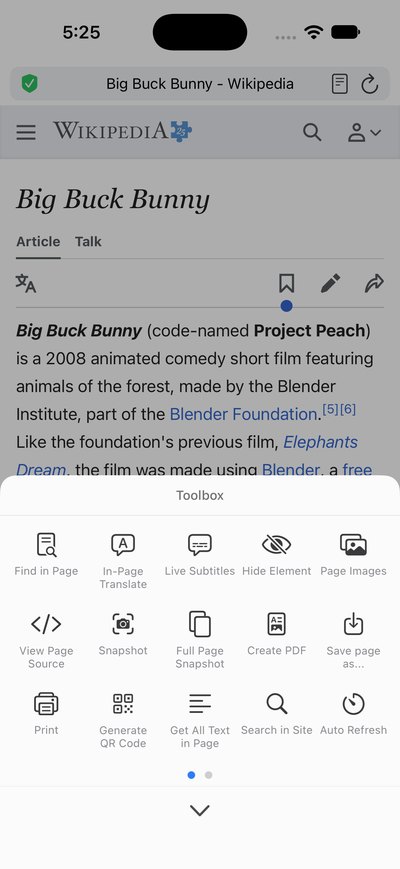 5:25
Big Buck Bunny - Wikipedia
WIKIPEDIA 25
Big Buck Bunny
Article Talk
Big Buck Bunny (code-named Project Peach)
is a 2008 animated comedy short film featuring
animals of the forest, made by the Blender
Institute, part of the Blender Foundation.[5][6]
Like the foundation's previous film, Elephants
Dream, the film was made using Blender, a free
Toolbox
Find in Page
In-Page
Translate
Live Subtitles
Hide Element
Page Images
View Page
Source
Snapshot
Full Page
Snapshot
Create PDF
Save page
as...
Print
Generate
QR Code
Get All Text
in Page
Search in Site
Auto Refresh